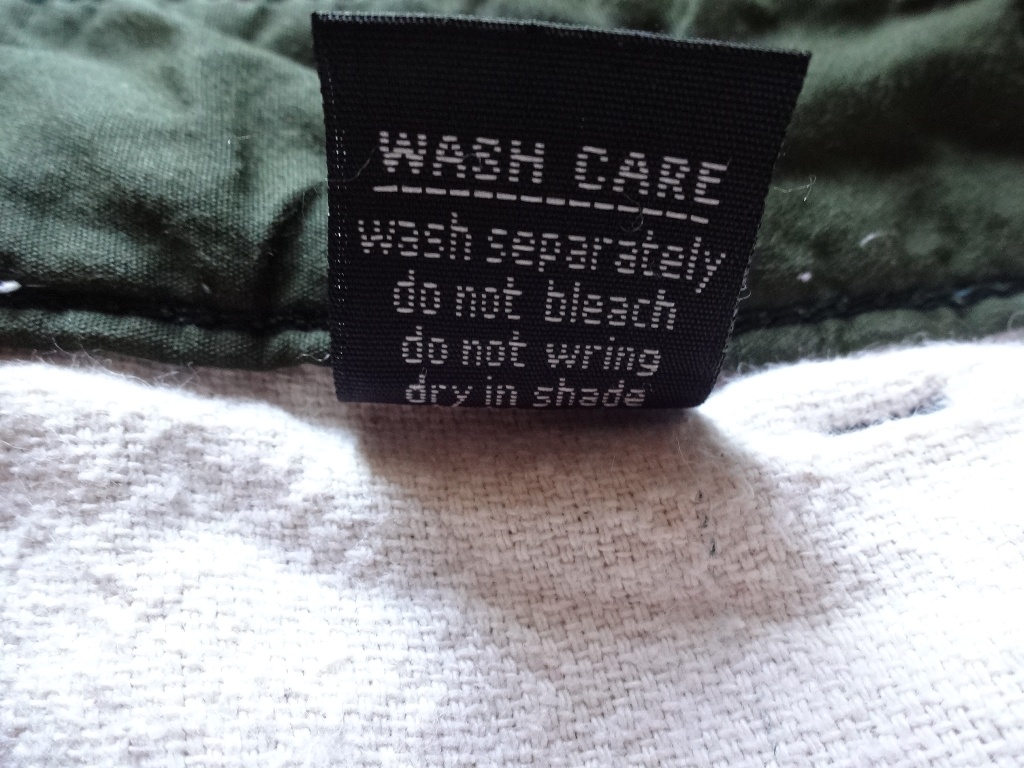 WASH CARE
wash separately
do not bleach
do not wring
dry in shade